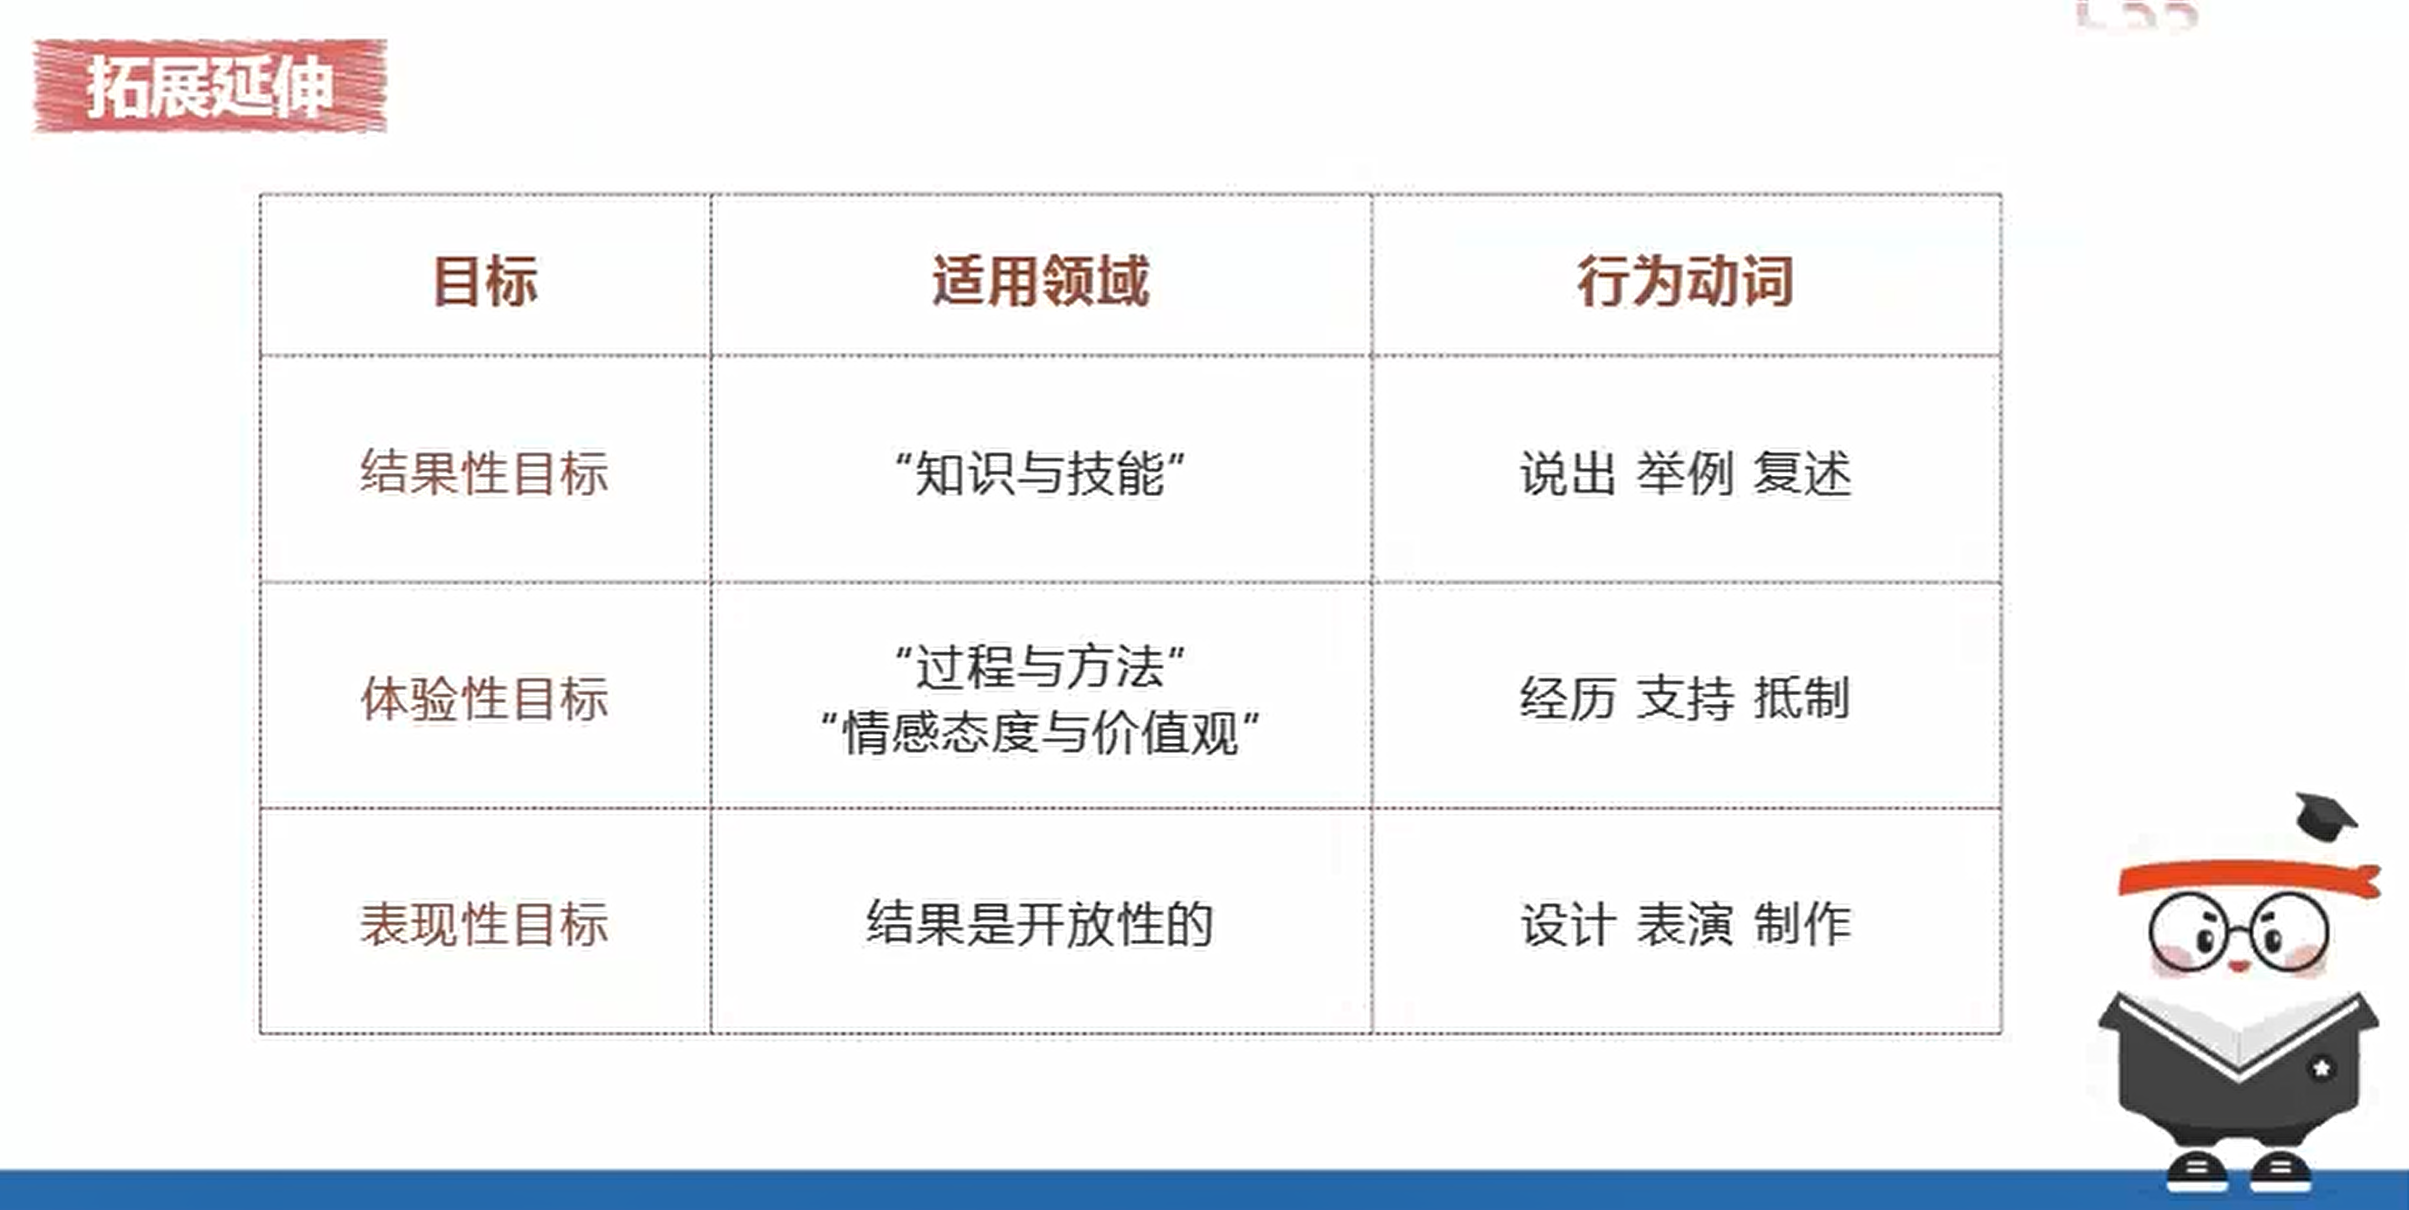 拓展延伸
目标 适用领域 行为动词
结果性目标 “知识与技能” 说出 举例 复述
体验性目标 “过程与方法” 经历 支持 抵制
“情感态度与价值观”
表现性目标 结果是开放性的 设计 表演 制作